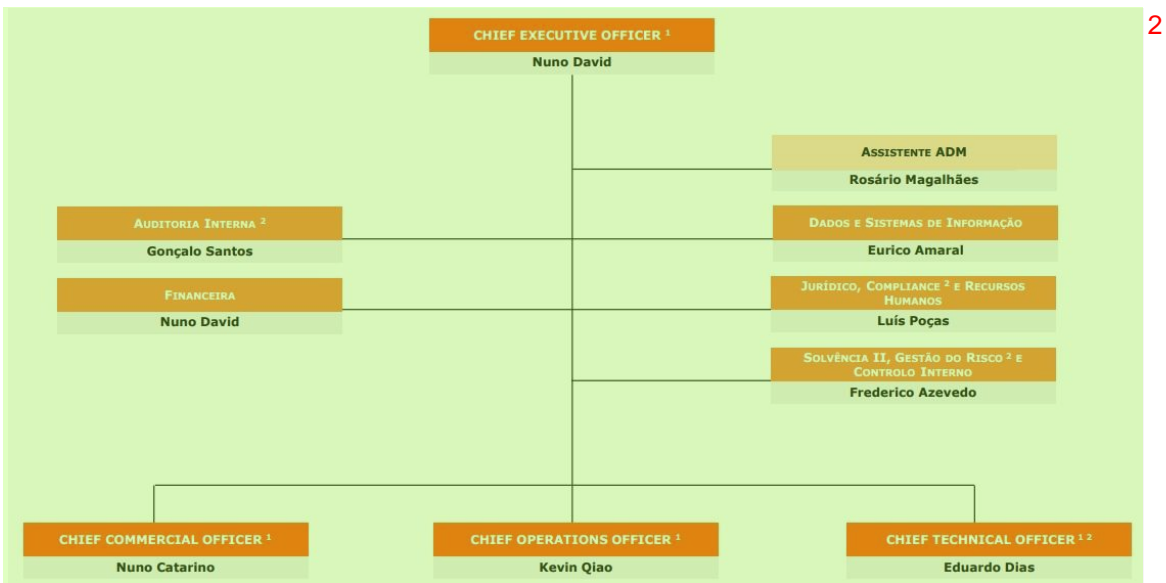 2
CHIEF EXECUTIVE OFFICER ¹
Nuno David
ASSISTENTE ADM
Rosário Magalhães
AUDITORIA INTERNA ²
Gonçalo Santos
DADOS E SISTEMAS DE INFORMAÇÃO
Eurico Amaral
FINANCEIRA
Nuno David
JURÍDICO, COMPLIANCE ² E RECURSOS
HUMANOS
Luís Poças
SOLVÊNCIA II, GESTÃO DO RISCO ² E
CONTROLO INTERNO
Frederico Azevedo
CHIEF COMMERCIAL OFFICER ¹
Nuno Catarino
CHIEF OPERATIONS OFFICER ¹
Kevin Qiao
CHIEF TECHNICAL OFFICER ¹ ²
Eduardo Dias